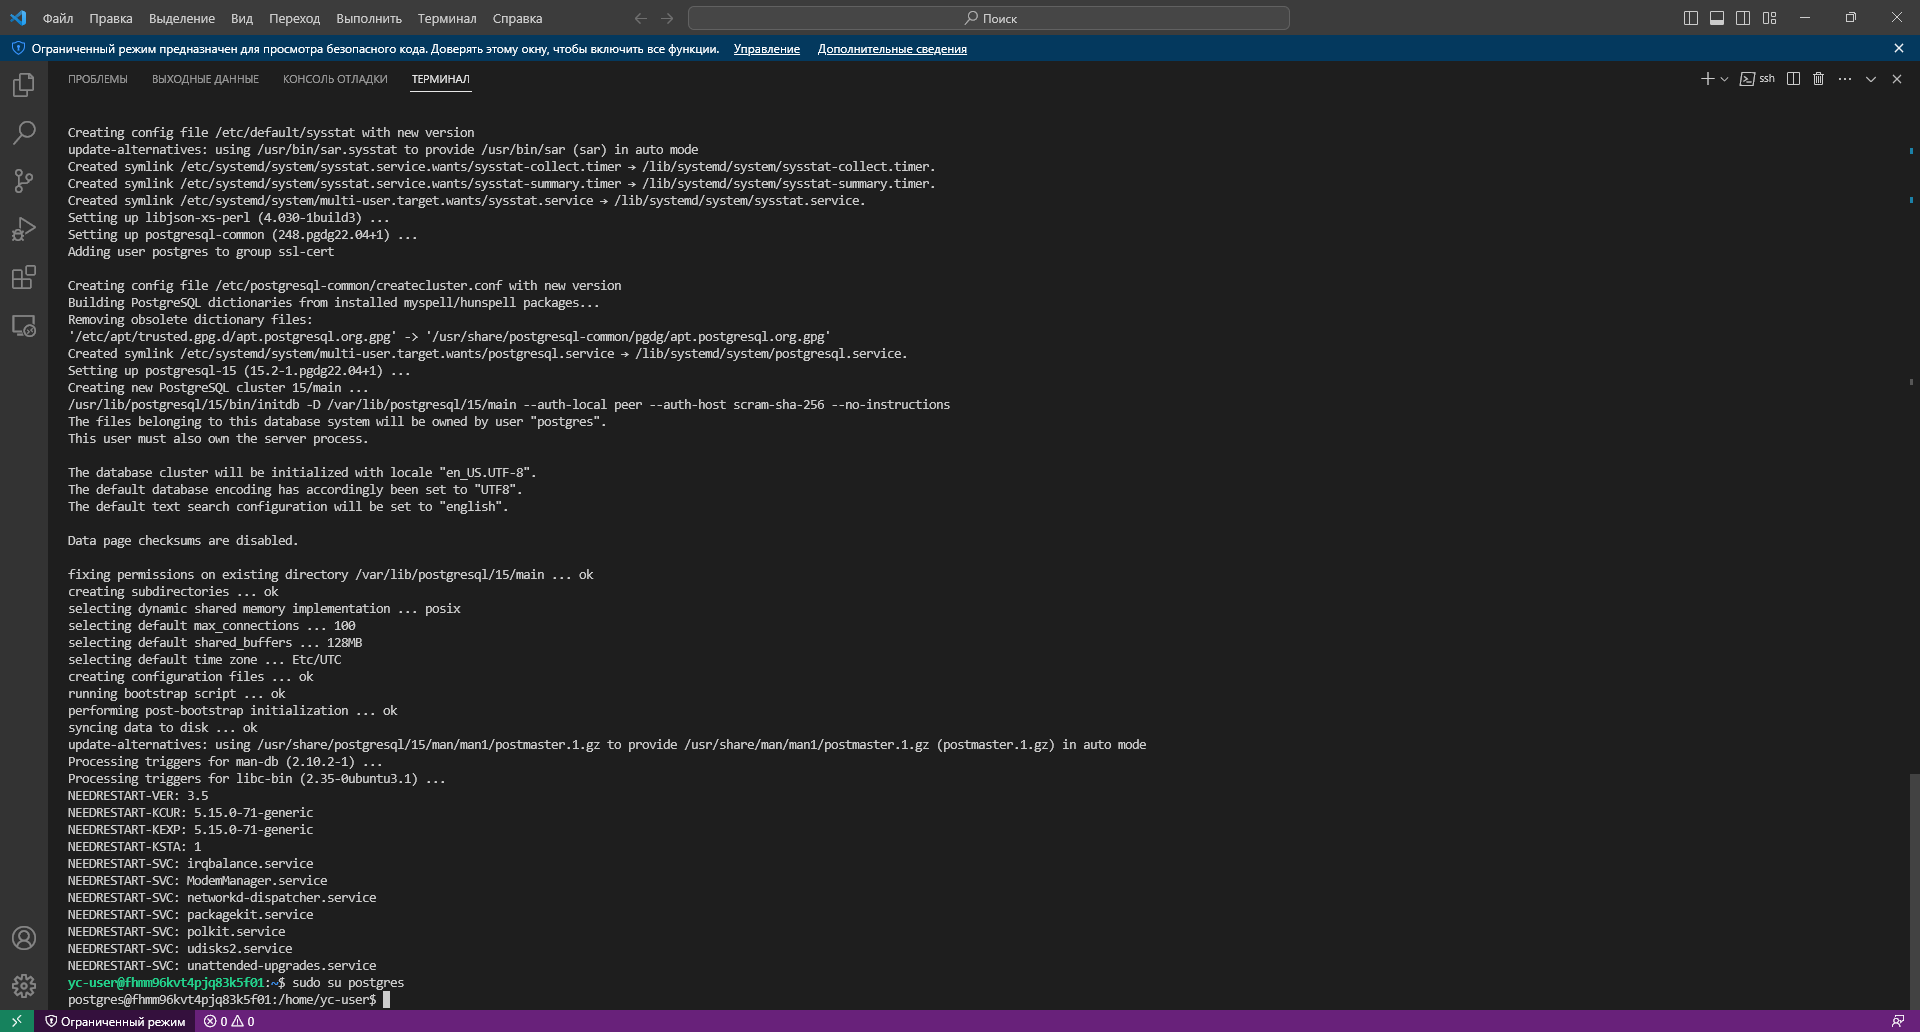 Файл Правка Выделение Вид Переход Выполнить Терминал Справка Поиск
Ограниченный режим предназначен для просмотра безопасного кода. Доверять этому окну, чтобы включить все функции. Управление Дополнительные сведения
ПРОБЛЕМЫ ВЫХОДНЫЕ ДАННЫЕ КОНСОЛЬ ОТЛАДКИ ТЕРМИНАЛ ssh
Creating config file /etc/default/sysstat with new version
update-alternatives: using /usr/bin/sar.sysstat to provide /usr/bin/sar (sar) in auto mode
Created symlink /etc/systemd/system/sysstat.service.wants/sysstat-collect.timer → /lib/systemd/system/sysstat-collect.timer.
Created symlink /etc/systemd/system/sysstat.service.wants/sysstat-summary.timer → /lib/systemd/system/sysstat-summary.timer.
Created symlink /etc/systemd/system/multi-user.target.wants/sysstat.service → /lib/systemd/system/sysstat.service.
Setting up libjson-xs-perl (4.030-1build3) ...
Setting up postgresql-common (248.pgdg22.04+1) ...
Adding user postgres to group ssl-cert
Creating config file /etc/postgresql-common/createcluster.conf with new version
Building PostgreSQL dictionaries from installed myspell/hunspell packages...
Removing obsolete dictionary files:
'/etc/apt/trusted.gpg.d/apt.postgresql.org.gpg' -> '/usr/share/postgresql-common/pgdg/apt.postgresql.org.gpg'
Created symlink /etc/systemd/system/multi-user.target.wants/postgresql.service → /lib/systemd/system/postgresql.service.
Setting up postgresql-15 (15.2-1.pgdg22.04+1) ...
Creating new PostgreSQL cluster 15/main ...
/usr/lib/postgresql/15/bin/initdb -D /var/lib/postgresql/15/main --auth-local peer --auth-host scram-sha-256 --no-instructions
The files belonging to this database system will be owned by user "postgres".
This user must also own the server process.
The database cluster will be initialized with locale "en_US.UTF-8".
The default database encoding has accordingly been set to "UTF8".
The default text search configuration will be set to "english".
Data page checksums are disabled.
fixing permissions on existing directory /var/lib/postgresql/15/main ... ok
creating subdirectories ... ok
selecting dynamic shared memory implementation ... posix
selecting default max_connections ... 100
selecting default shared_buffers ... 128MB
selecting default time zone ... Etc/UTC
creating configuration files ... ok
running bootstrap script ... ok
performing post-bootstrap initialization ... ok
syncing data to disk ... ok
update-alternatives: using /usr/share/postgresql/15/man/man1/postmaster.1.gz to provide /usr/share/man/man1/postmaster.1.gz (postmaster.1.gz) in auto mode
Processing triggers for man-db (2.10.2-1) ...
Processing triggers for libc-bin (2.35-0ubuntu3.1) ...
NEEDRESTART-VER: 3.5
NEEDRESTART-KCUR: 5.15.0-71-generic
NEEDRESTART-KEXP: 5.15.0-71-generic
NEEDRESTART-KSTA: 1
NEEDRESTART-SVC: irqbalance.service
NEEDRESTART-SVC: ModemManager.service
NEEDRESTART-SVC: networkd-dispatcher.service
NEEDRESTART-SVC: packagekit.service
NEEDRESTART-SVC: polkit.service
NEEDRESTART-SVC: udisks2.service
NEEDRESTART-SVC: unattended-upgrades.service
yc-user@fhmm96kvt4pjq83k5f01:~$ sudo su postgres
postgres@fhmm96kvt4pjq83k5f01:/home/yc-user$
Ограниченный режим 0 0